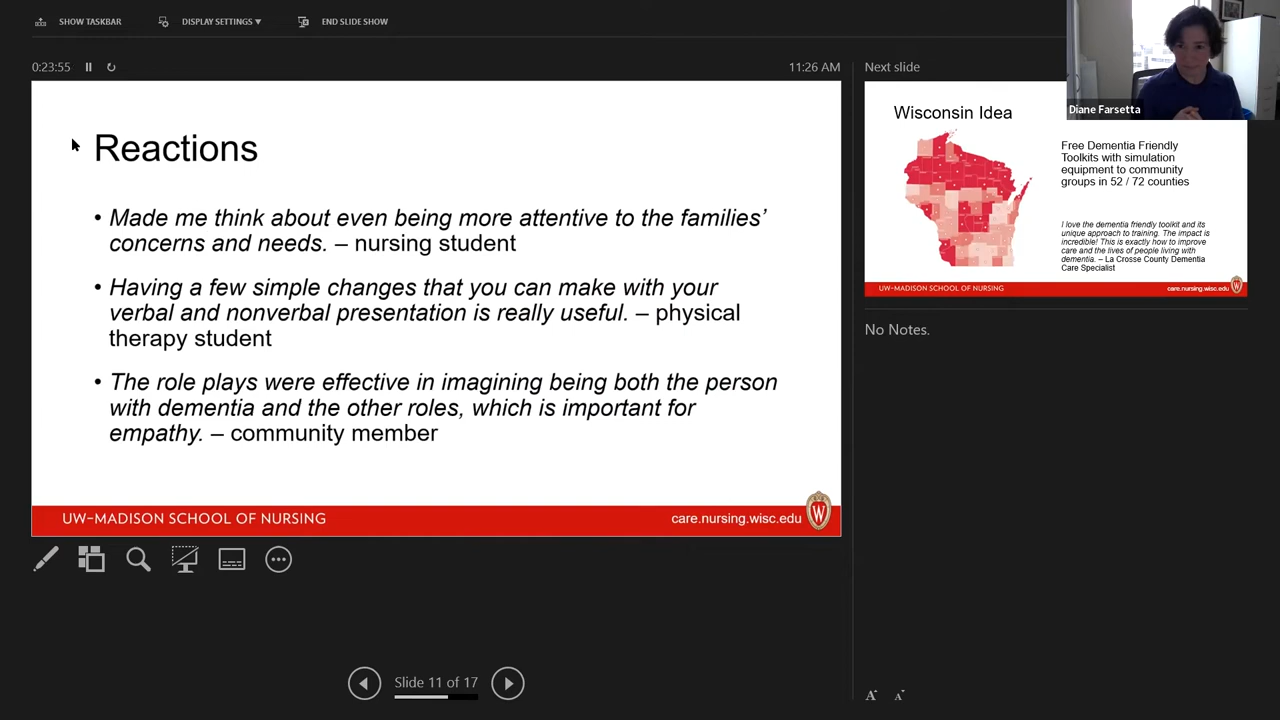 SHOW TASKBAR
DISPLAY SETTINGS ▾
END SLIDE SHOW
0:23:55
11:26 AM
Reactions
• Made me think about even being more attentive to the families’
concerns and needs. – nursing student
• Having a few simple changes that you can make with your
verbal and nonverbal presentation is really useful. – physical
therapy student
• The role plays were effective in imagining being both the person
with dementia and the other roles, which is important for
empathy. – community member
UW–MADISON SCHOOL OF NURSING
care.nursing.wisc.edu
W
Slide 11 of 17
Next slide
Diane Farsetta
Wisconsin Idea
Free Dementia Friendly
Toolkits with simulation
equipment to community
groups in 52 / 72 counties
I love the dementia friendly toolkit and its
unique approach to training. The impact is
incredible! This is exactly how to improve
care and the lives of people living with
dementia. – La Crosse County Dementia
Care Specialist
UW–MADISON SCHOOL OF NURSING
care.nursing.wisc.edu
W
No Notes.
A
A